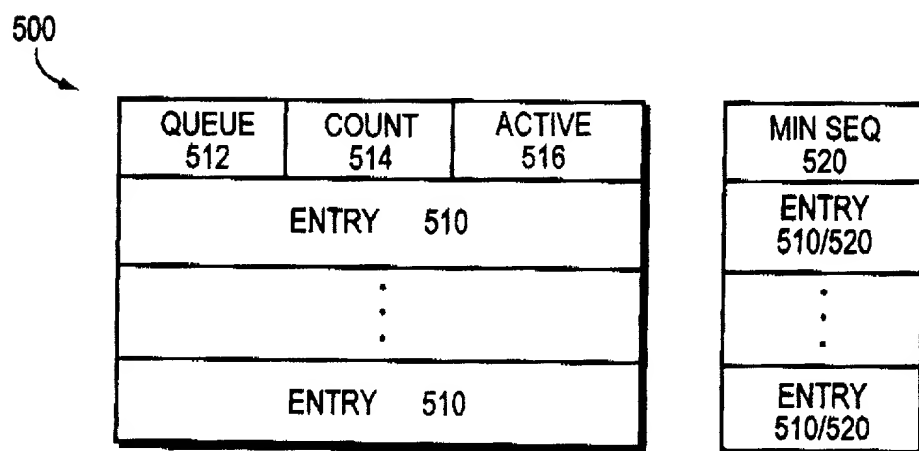 500
QUEUE COUNT ACTIVE MIN SEQ
512 514 516 520
ENTRY 510 ENTRY
510/520
ENTRY 510 ENTRY
510/520